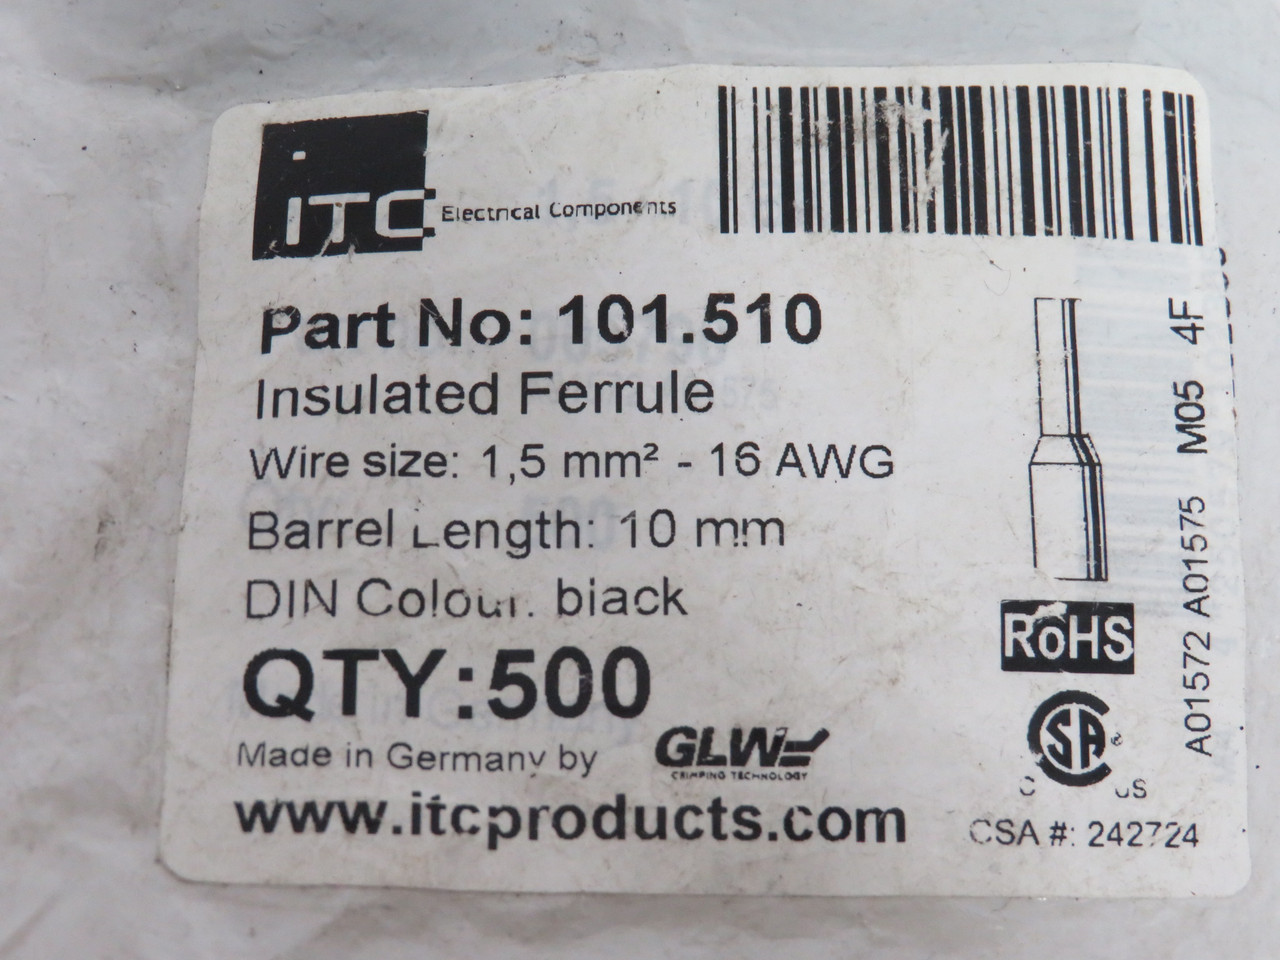 iTC Electrical Components
Part No: 101.510
Insulated Ferrule
Wire size: 1,5 mm² - 16 AWG
Barrel Length: 10 mm
DIN Colour: black
QTY: 500
Made in Germany by GLW
CRIMPING TECHNOLOGY
www.itcproducts.com
RoHS
CSA®
C US
CSA #: 242724
A01572 A01575 M05 4F